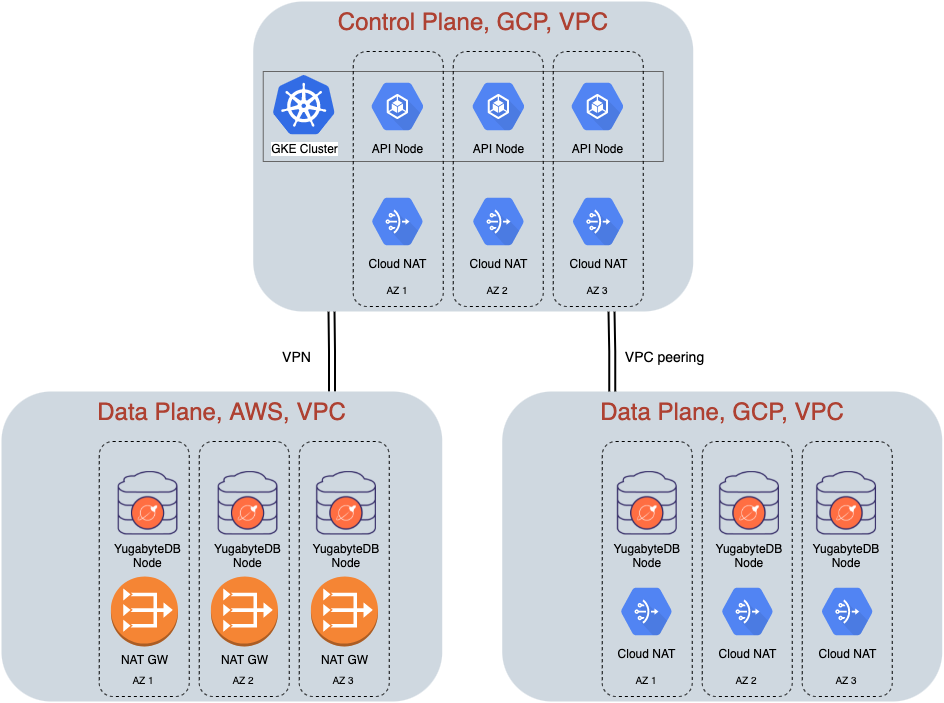 Control Plane, GCP, VPC
GKE Cluster
API Node
API Node
API Node
Cloud NAT
Cloud NAT
Cloud NAT
AZ 1
AZ 2
AZ 3
VPN
VPC peering
Data Plane, AWS, VPC
YugabyteDB
Node
YugabyteDB
Node
YugabyteDB
Node
NAT GW
NAT GW
NAT GW
AZ 1
AZ 2
AZ 3
Data Plane, GCP, VPC
YugabyteDB
Node
YugabyteDB
Node
YugabyteDB
Node
Cloud NAT
Cloud NAT
Cloud NAT
AZ 1
AZ 2
AZ 3